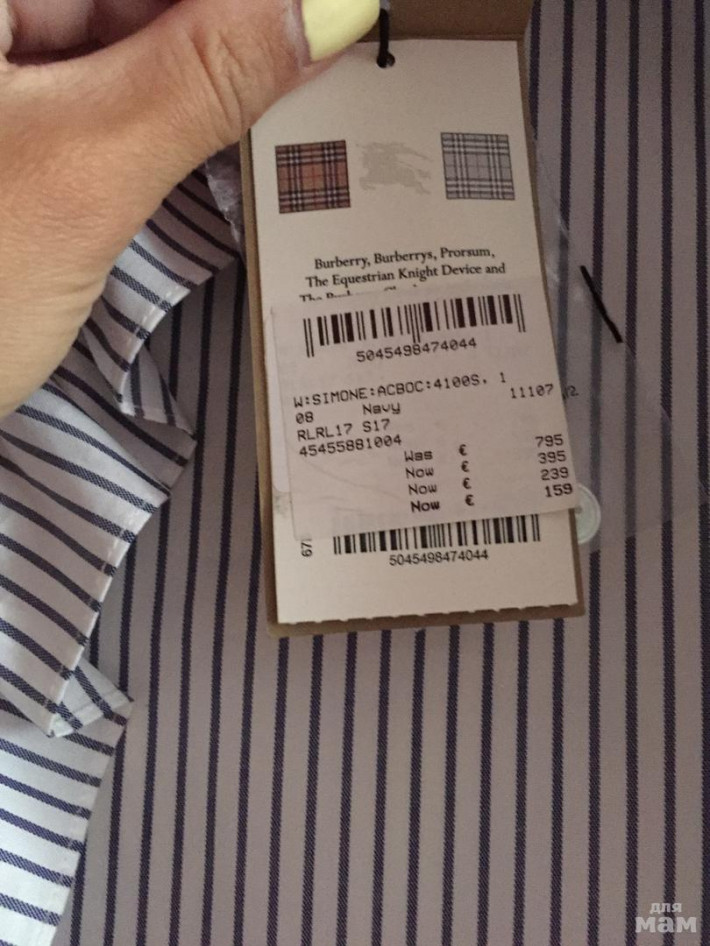 Burberry, Burberrys, Prorsum,
The Equestrian Knight Device and
The
5045498474044
W:SIMONE:ACBOC:4100S. 1
11107
08 Navy
RLRL17 S17
45455881004
Was € 795
Now € 395
Now € 239
Now € 159
5045498474044
для
мам